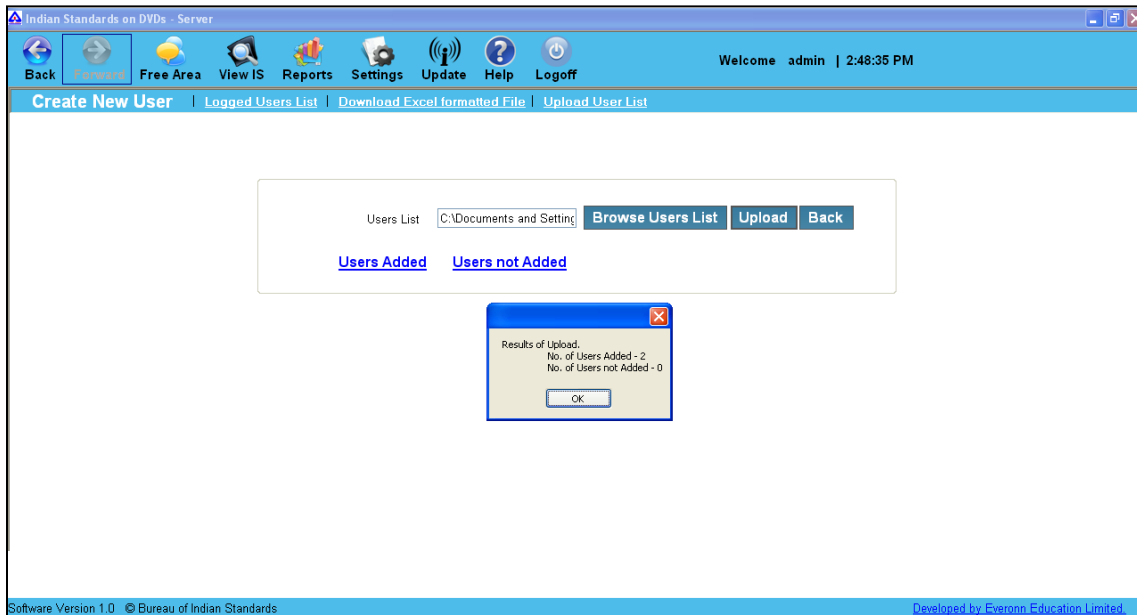 Indian Standards on DVDs - Server
Back Forward Free Area View IS Reports Settings Update Help Logoff Welcome admin | 2:48:35 PM
Create New User | Logged Users List | Download Excel formatted File | Upload User List
Users List C:\Documents and Setting Browse Users List Upload Back
Users Added Users not Added
Results of Upload.
No. of Users Added - 2
No. of Users not Added - 0
OK
Software Version 1.0 © Bureau of Indian Standards Developed by Everonn Education Limited.